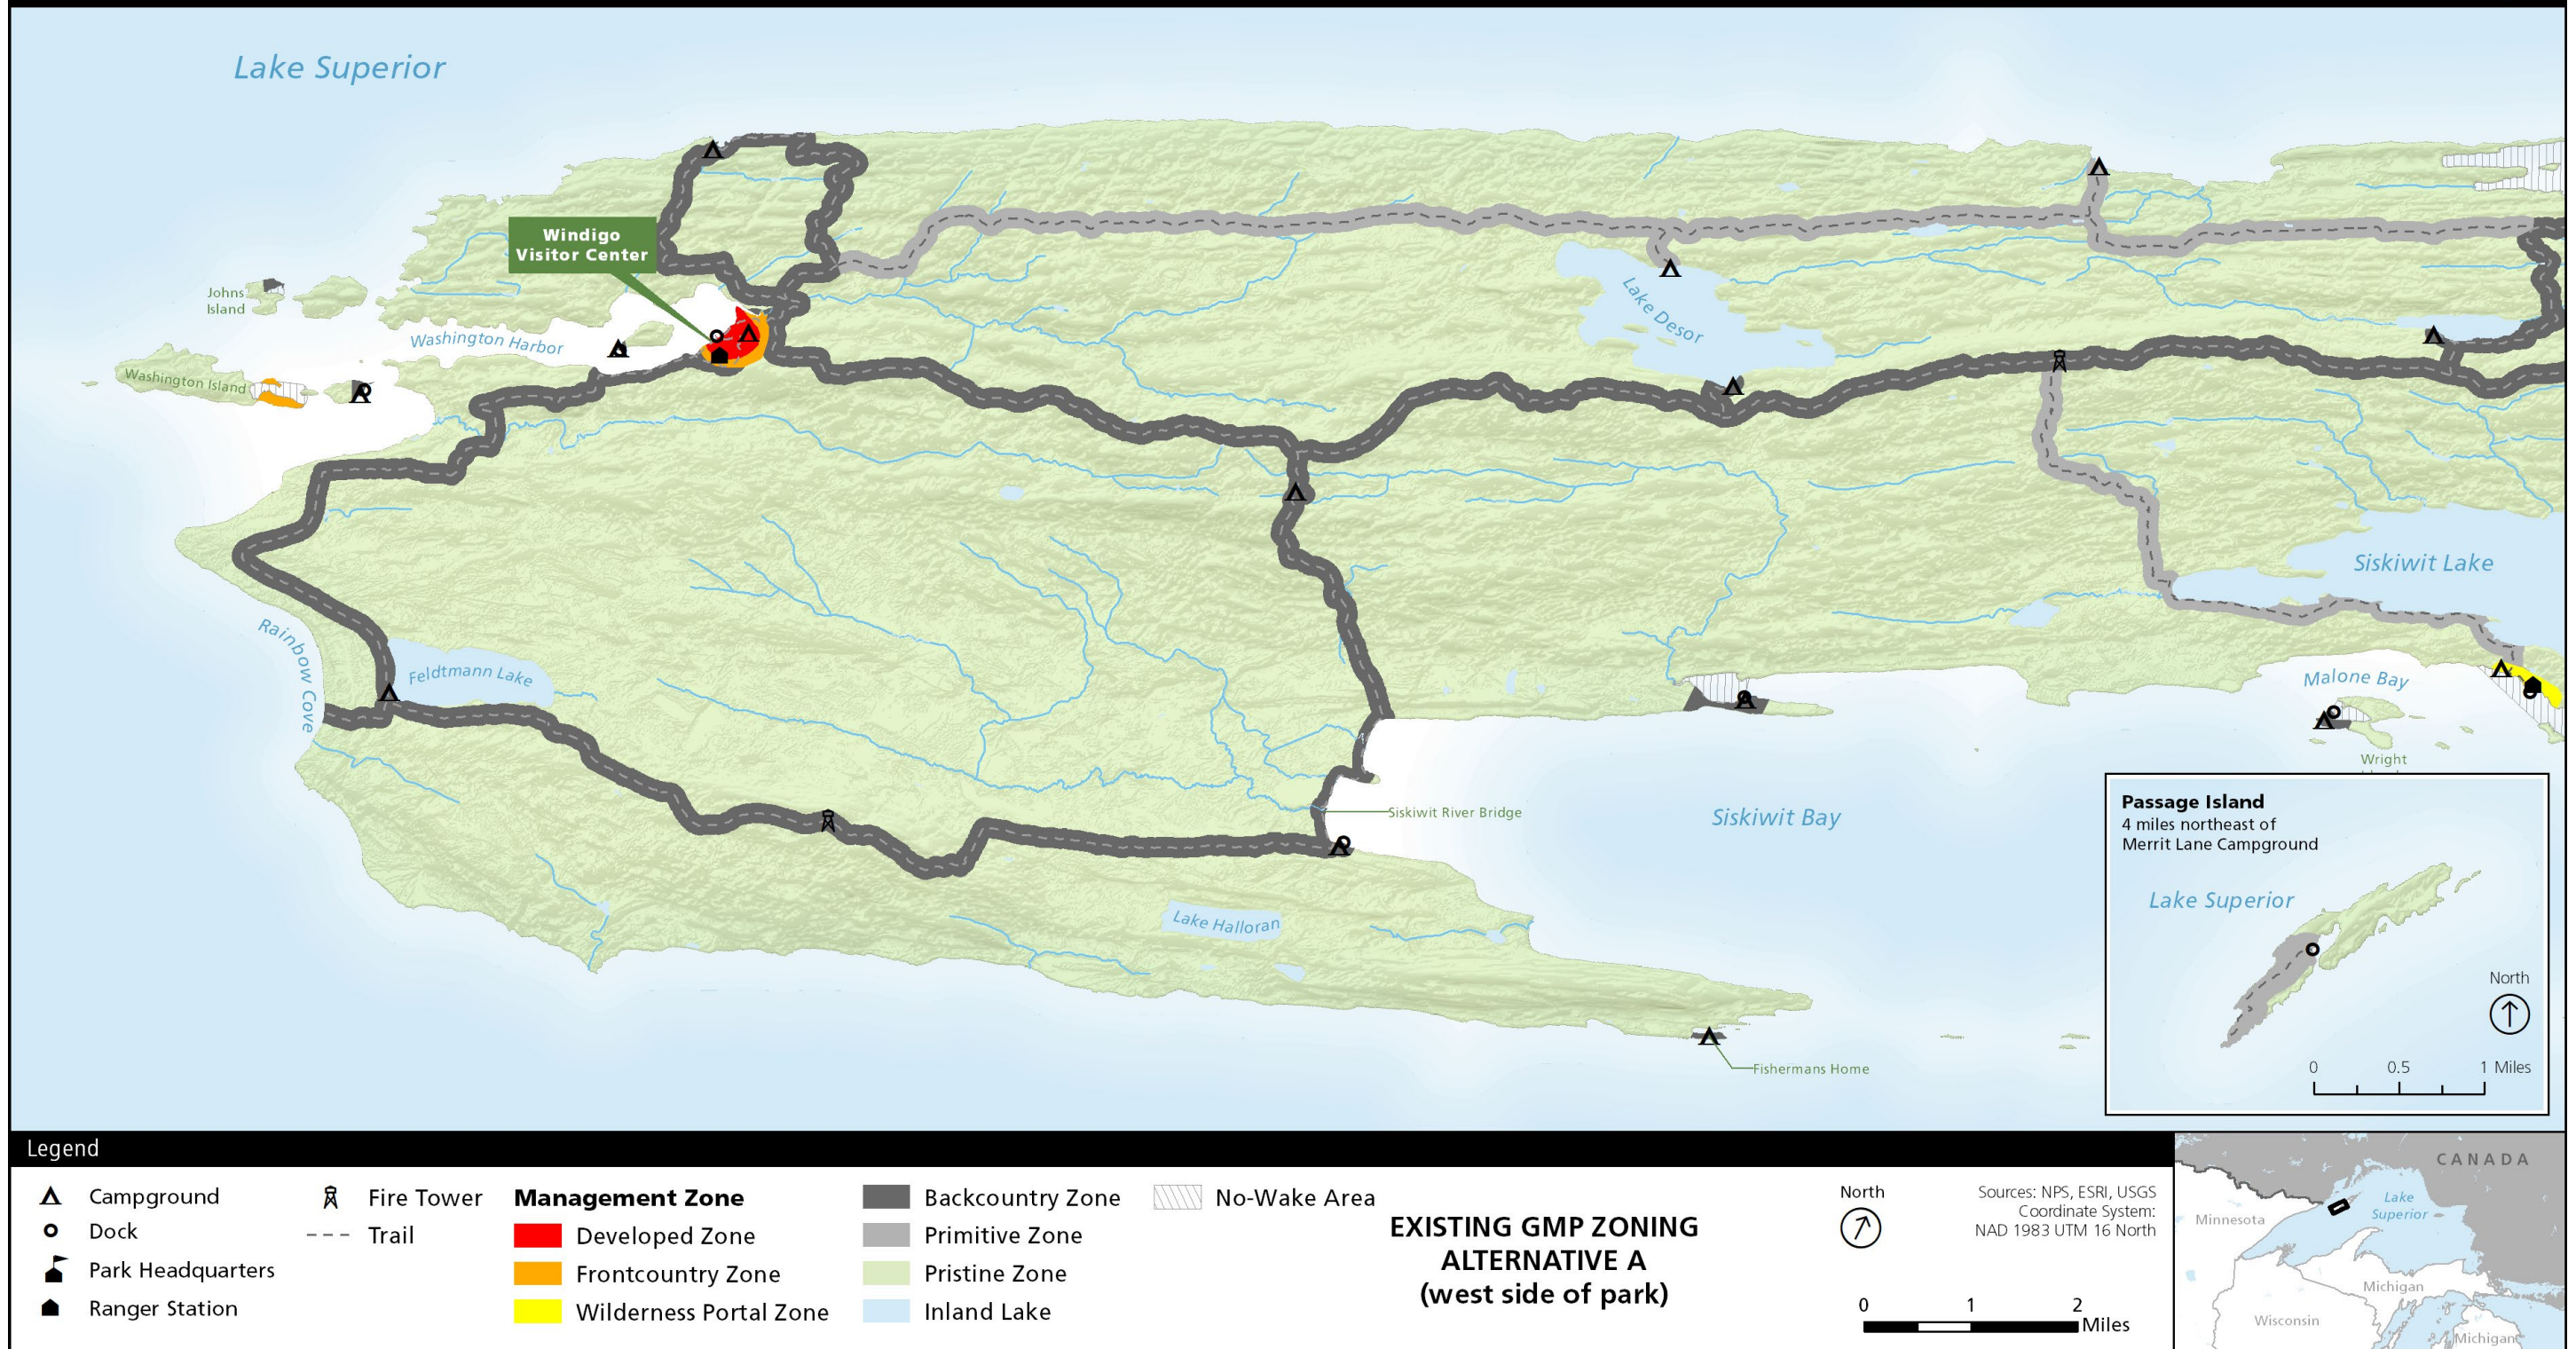 Lake Superior
Windigo
Visitor Center
Johns
Island
Washington Harbor
Washington Island
Lake Desor
Siskiwit Lake
Rainbow Cove
Feldtmann Lake
Malone Bay
Wright
Siskiwit River Bridge
Siskiwit Bay
Lake Halloran
Fishermans Home
Passage Island
4 miles northeast of
Merrit Lane Campground
Lake Superior
North
0 0.5 1 Miles
Legend
Campground
Dock
Park Headquarters
Ranger Station
Fire Tower
Trail
Management Zone
Developed Zone
Frontcountry Zone
Wilderness Portal Zone
Backcountry Zone
Primitive Zone
Pristine Zone
Inland Lake
No-Wake Area
EXISTING GMP ZONING
ALTERNATIVE A
(west side of park)
North
0 1 2
Miles
Sources: NPS, ESRI, USGS
Coordinate System:
NAD 1983 UTM 16 North
CANADA
Lake
Superior
Minnesota
Michigan
Wisconsin
Michigan